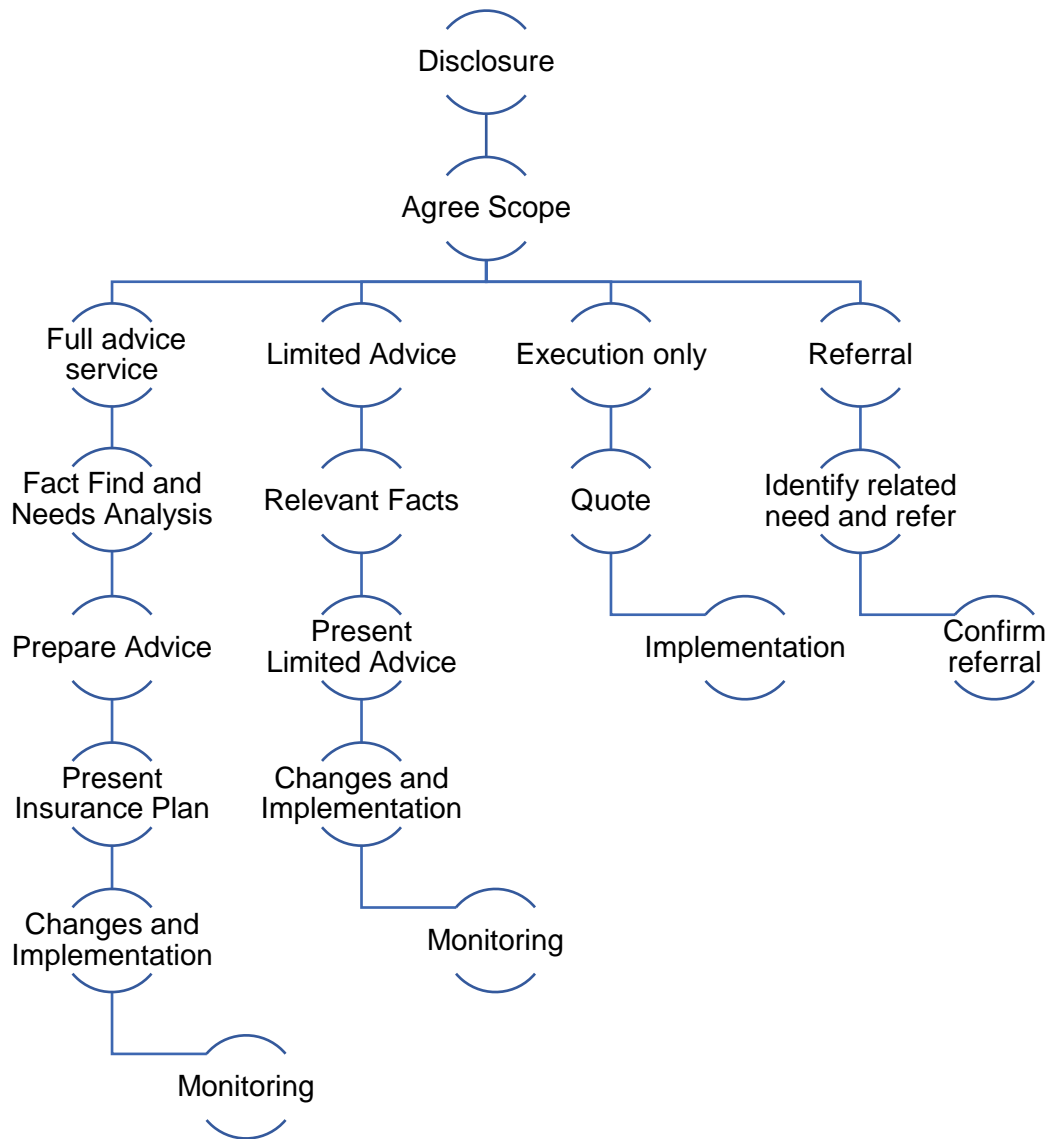 Disclosure
Agree Scope
Full advice
service
Limited Advice
Execution only
Referral
Fact Find and
Needs Analysis
Relevant Facts
Quote
Identify related
need and refer
Prepare Advice
Present
Limited Advice
Implementation
Confirm
referral
Present
Insurance Plan
Changes and
Implementation
Changes and
Implementation
Monitoring
Monitoring